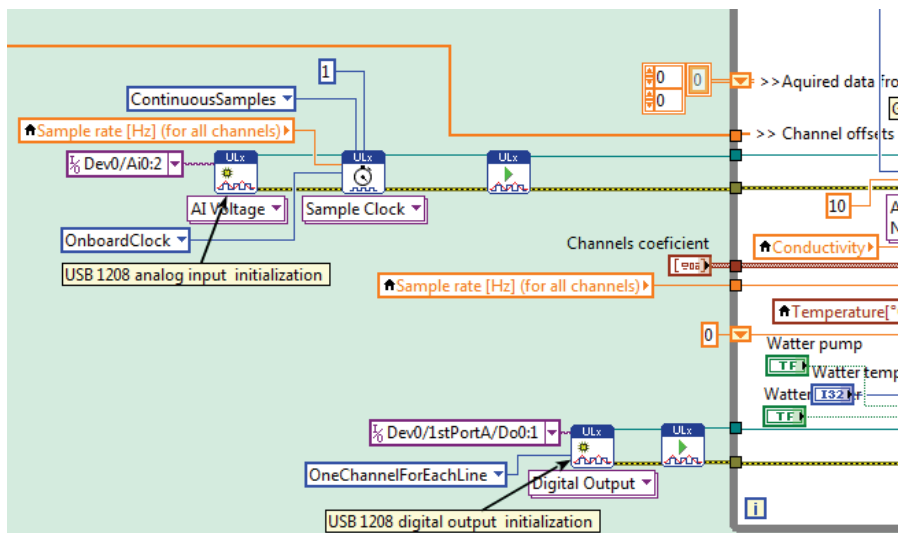 1
ContinuousSamples
Sample rate [Hz] (for all channels)
Dev0/Ai0:2
ULx
ULx
ULx
AI Voltage
Sample Clock
OnboardClock
USB 1208 analog input initialization
0
0
0
>>Aquired data fro
>> Channel offsets
10
A
N
Channels coeficient
Conductivity
Sample rate [Hz] (for all channels)
Temperature["
0
Watter pump
TF
Watter temp
Watter
I32
TF
Dev0/1stPortA/Do0:1
ULx
ULx
OneChannelForEachLine
Digital Output
USB 1208 digital output initialization
i